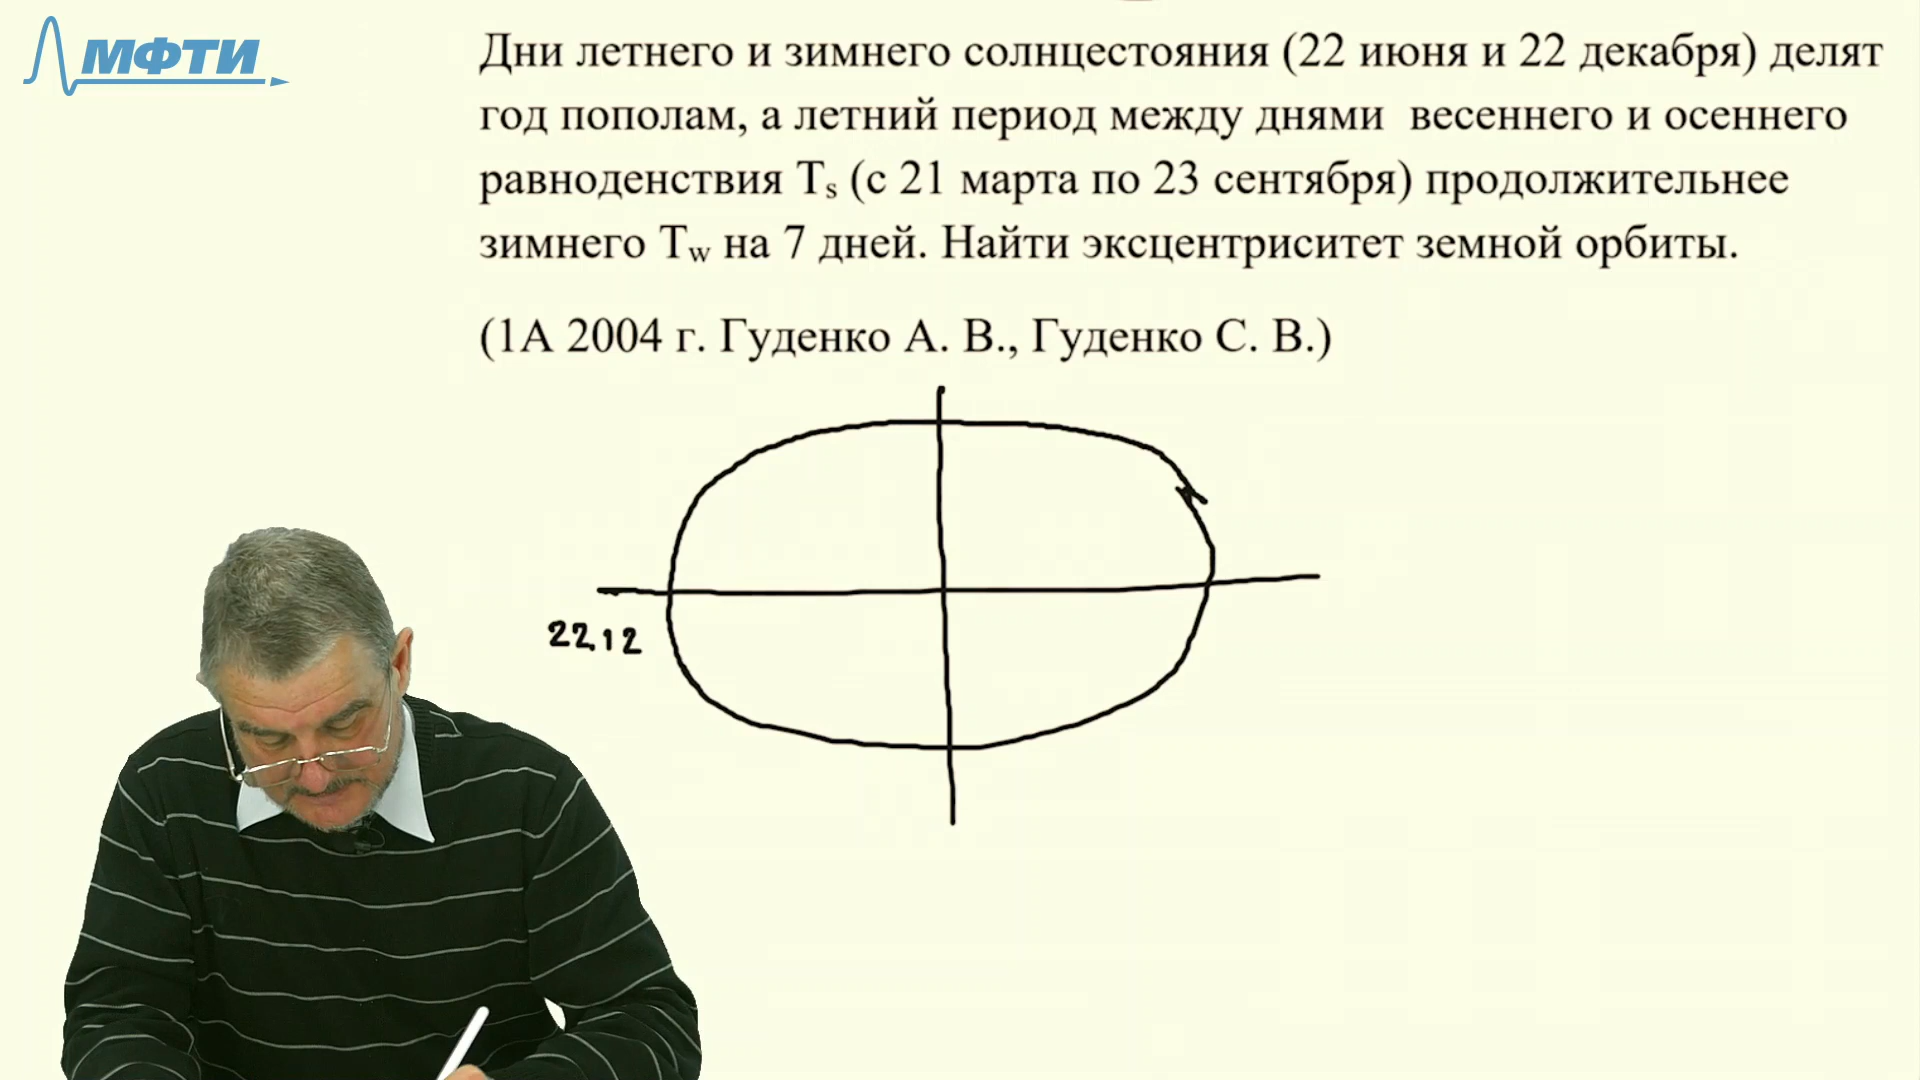 МФТИ
Дни летнего и зимнего солнцестояния (22 июня и 22 декабря) делят
год пополам, а летний период между днями весеннего и осеннего
равноденствия Ts (с 21 марта по 23 сентября) продолжительнее
зимнего Tw на 7 дней. Найти эксцентриситет земной орбиты.
(1А 2004 г. Гуденко А. В., Гуденко С. В.)
22.12